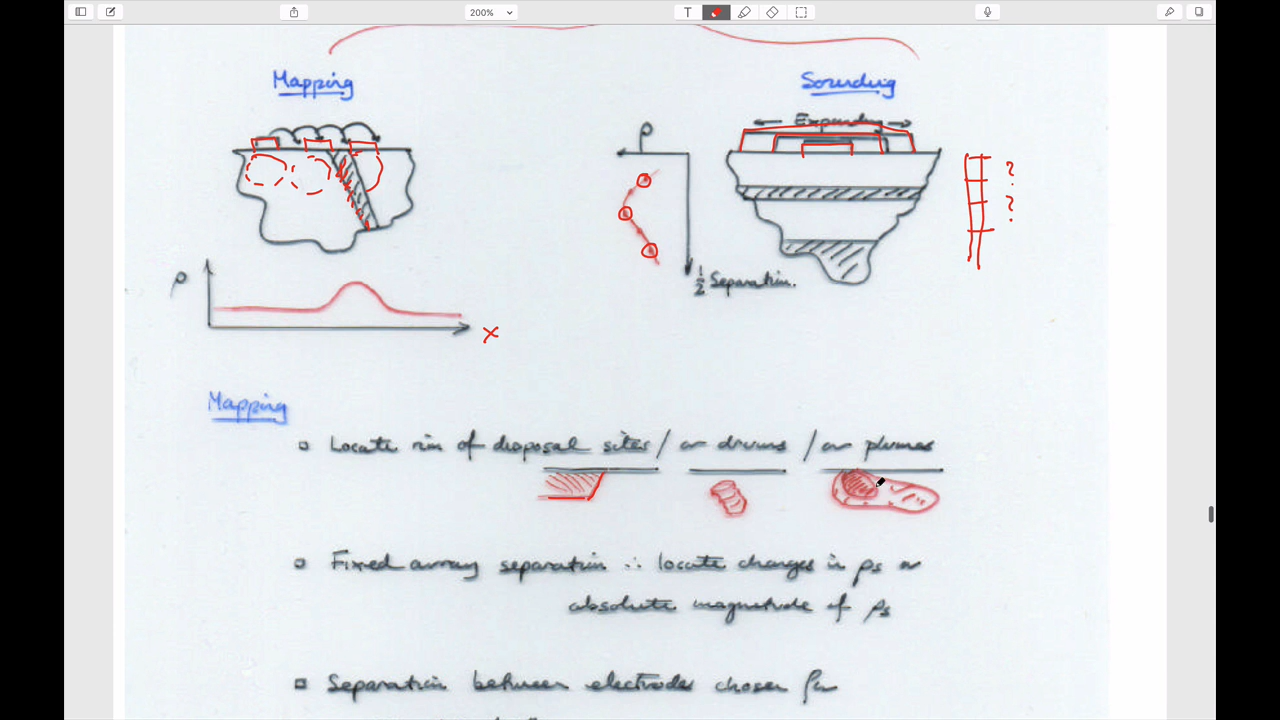 200%
T
Mapping
Sounding
← Expanding →
ρ
?
?
1/2 Separation.
ρ
x
Mapping
Locate rim of disposal sites / or drums / or plumes
Fixed array separation ∴ locate changes in ρs or
absolute magnitude of ρs
Separation between electrodes chosen for